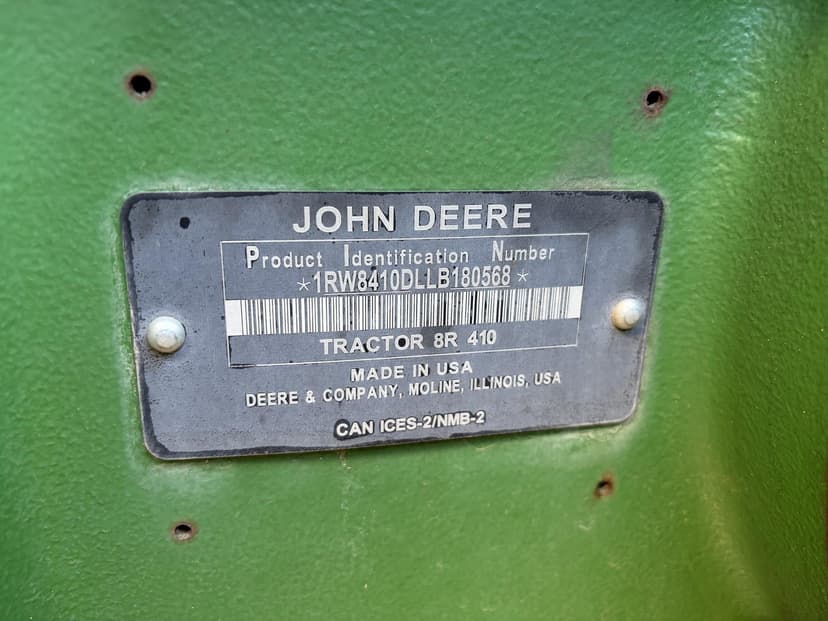 JOHN DEERE
Product Identification Number
*1RW8410DLLB180568*
TRACTOR 8R 410
MADE IN USA
DEERE & COMPANY, MOLINE, ILLINOIS, USA
CAN ICES-2/NMB-2